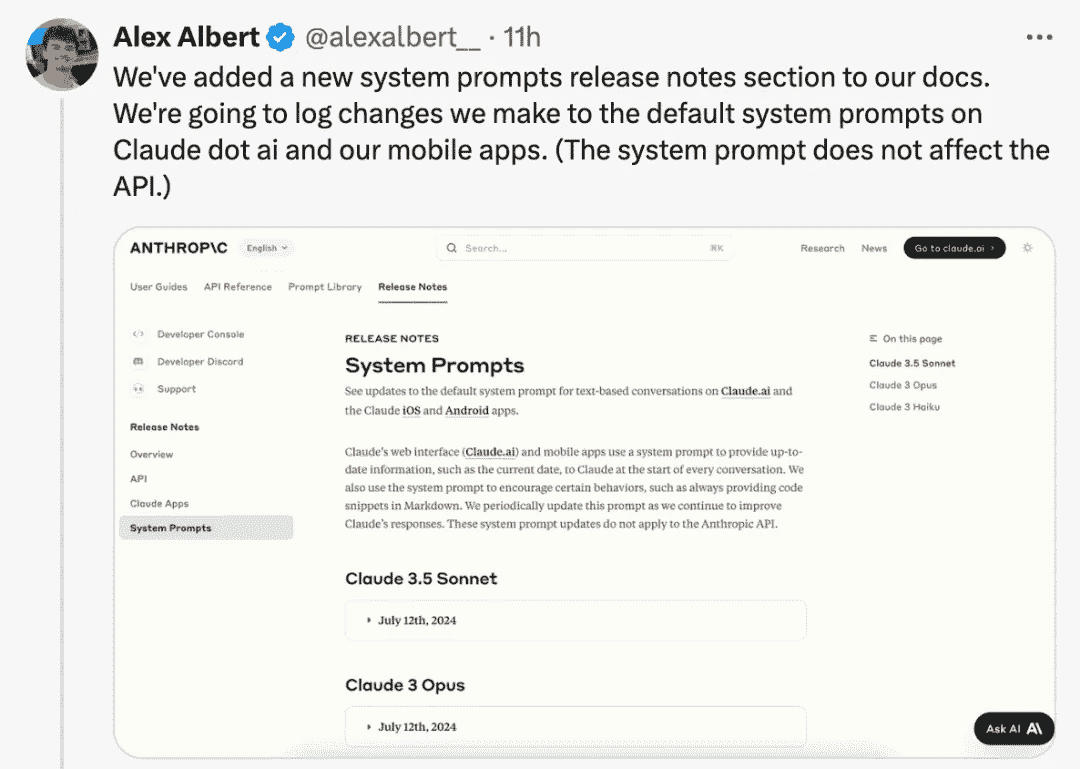 Alex Albert @alexalbert__ · 11h
We've added a new system prompts release notes section to our docs.
We're going to log changes we make to the default system prompts on
Claude dot ai and our mobile apps. (The system prompt does not affect the
API.)
ANTHROP\C English Search... ⌘K Research News Go to claude.ai ›
User Guides API Reference Prompt Library Release Notes
Developer Console
Developer Discord
Support
Release Notes
Overview
API
Claude Apps
System Prompts
RELEASE NOTES
System Prompts
See updates to the default system prompt for text-based conversations on Claude.ai and
the Claude iOS and Android apps.
Claude's web interface (Claude.ai) and mobile apps use a system prompt to provide up-to-
date information, such as the current date, to Claude at the start of every conversation. We
also use the system prompt to encourage certain behaviors, such as always providing code
snippets in Markdown. We periodically update this prompt as we continue to improve
Claude's responses. These system prompt updates do not apply to the Anthropic API.
Claude 3.5 Sonnet
July 12th, 2024
Claude 3 Opus
July 12th, 2024
On this page
Claude 3.5 Sonnet
Claude 3 Opus
Claude 3 Haiku
Ask AI A\